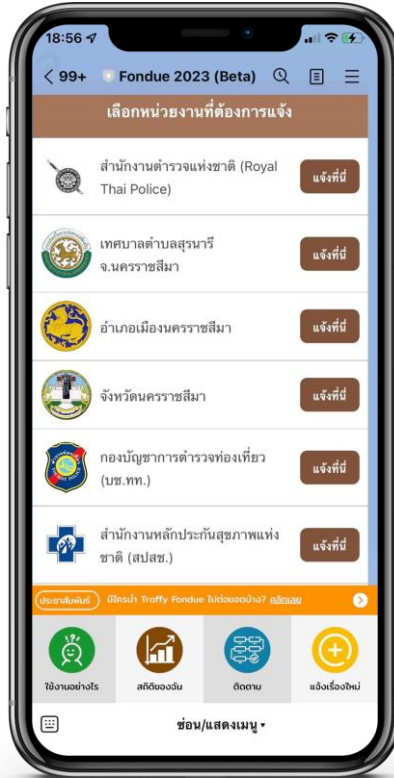 18:56
99+ Fondue 2023 (Beta)
เลือกหน่วยงานที่ต้องการแจ้ง
สำนักงานตำรวจแห่งชาติ (Royal
Thai Police)
แจ้งที่นี่
เทศบาลตำบลสุรนารี
จ.นครราชสีมา
แจ้งที่นี่
อำเภอเมืองนครราชสีมา
แจ้งที่นี่
จังหวัดนครราชสีมา
แจ้งที่นี่
กองบัญชาการตำรวจท่องเที่ยว
(บช.ทท.)
แจ้งที่นี่
สำนักงานหลักประกันสุขภาพแห่ง
ชาติ (สปสช.)
แจ้งที่นี่
ประชาสัมพันธ์ มีใครนำ Traffy Fondue ไปต่อยอดบ้าง? คลิกเลย
ใช้งานอย่างไร สถิติของฉัน ติดตาม แจ้งเรื่องใหม่
ซ่อน/แสดงเมนู